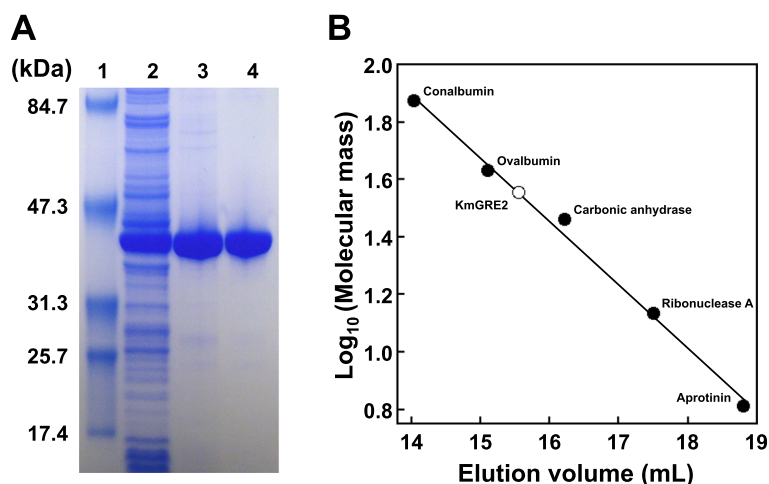 A
(kDa) 1 2 3 4
84.7
47.3
31.3
25.7
17.4
B
2.0
1.8
1.6
1.4
1.2
1.0
0.8
Log10 (Molecular mass)
Conalbumin
Ovalbumin
KmGRE2
Carbonic anhydrase
Ribonuclease A
Aprotinin
14 15 16 17 18 19
Elution volume (mL)